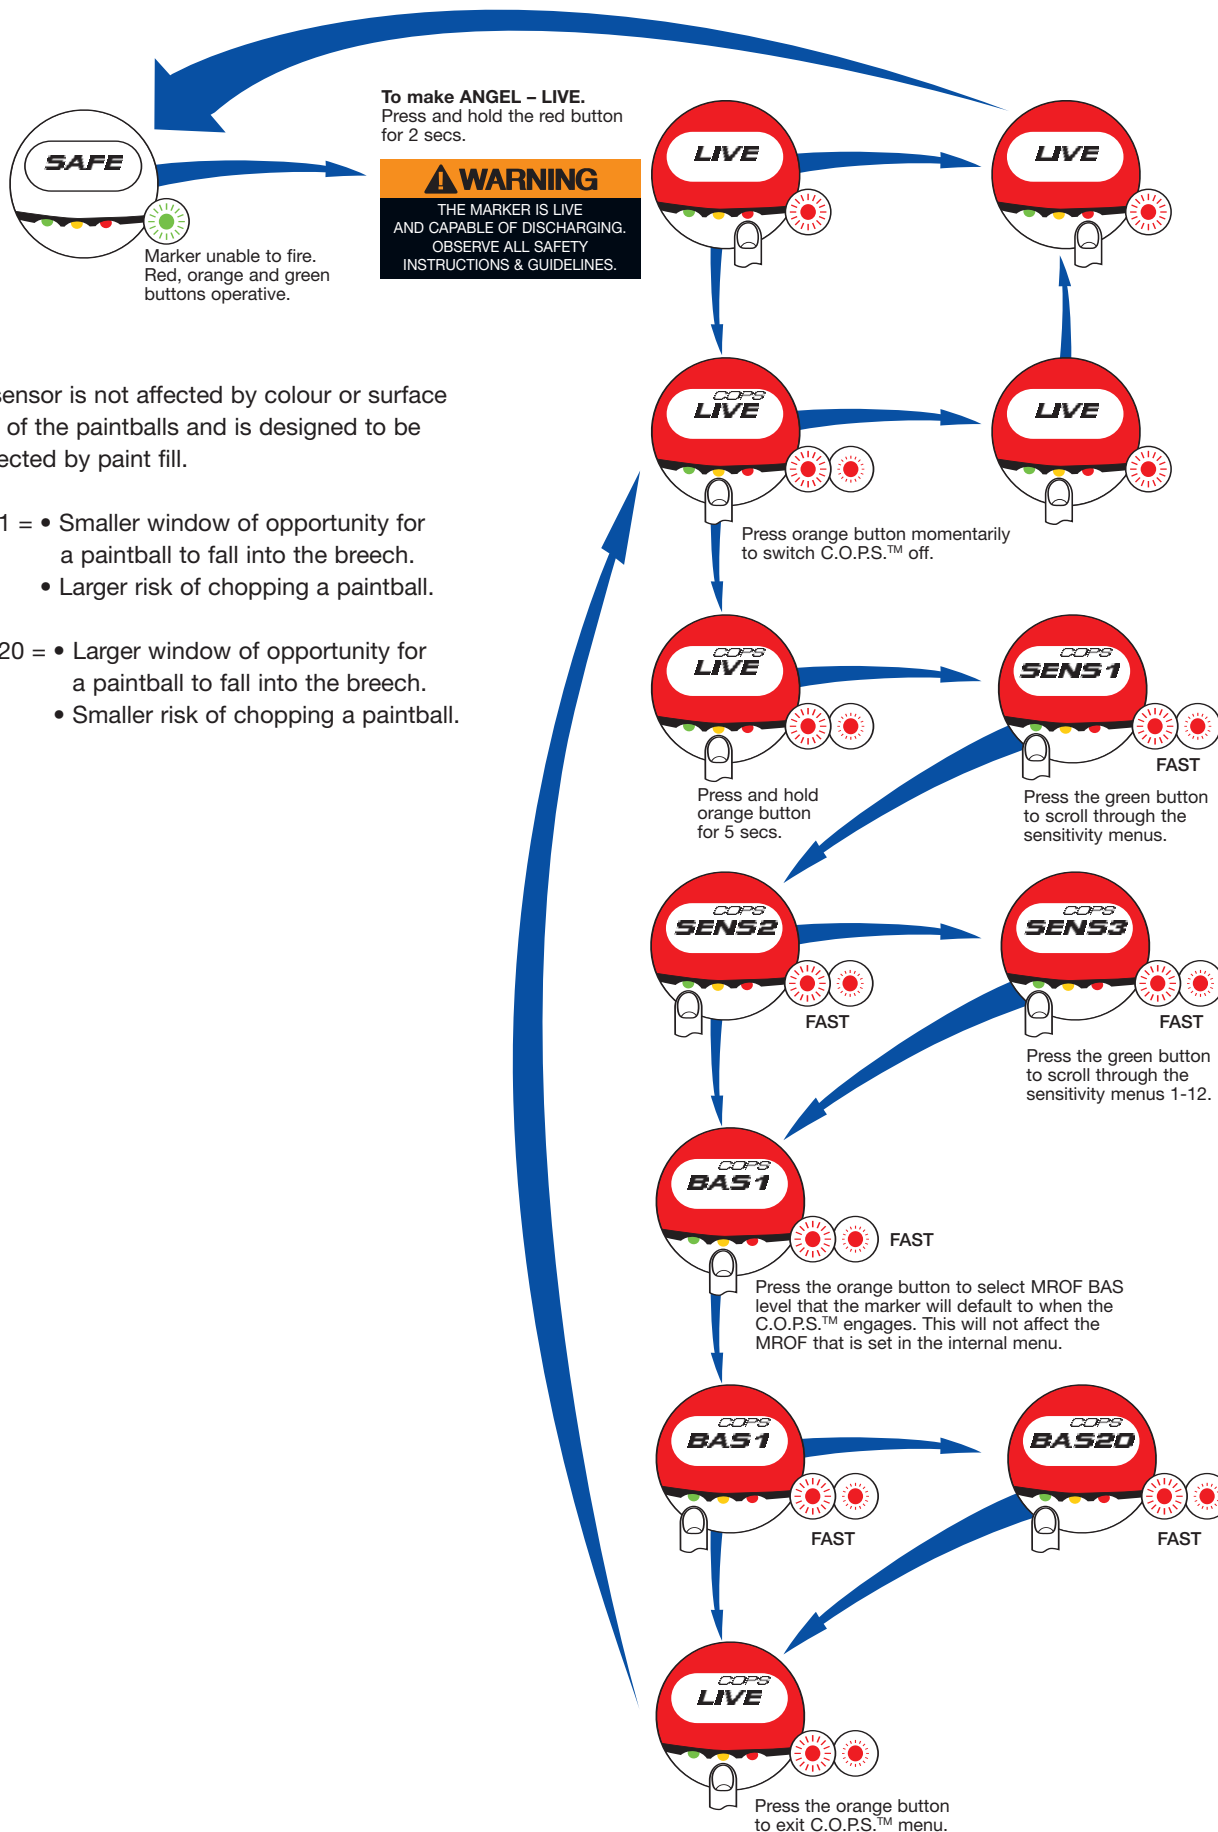 To make ANGEL – LIVE.
Press and hold the red button
for 2 secs.
SAFE
WARNING
THE MARKER IS LIVE
AND CAPABLE OF DISCHARGING.
OBSERVE ALL SAFETY
INSTRUCTIONS & GUIDELINES.
LIVE
LIVE
Marker unable to fire.
Red, orange and green
buttons operative.
sensor is not affected by colour or surface
of the paintballs and is designed to be
ected by paint fill.
1 = • Smaller window of opportunity for
a paintball to fall into the breech.
• Larger risk of chopping a paintball.
20 = • Larger window of opportunity for
a paintball to fall into the breech.
• Smaller risk of chopping a paintball.
COPS
LIVE
LIVE
Press orange button momentarily
to switch C.O.P.S.™ off.
COPS
LIVE
COPS
SENS1
FAST
Press and hold
orange button
for 5 secs.
Press the green button
to scroll through the
sensitivity menus.
COPS
SENS2
FAST
COPS
SENS3
FAST
Press the green button
to scroll through the
sensitivity menus 1-12.
COPS
BAS1
FAST
Press the orange button to select MROF BAS
level that the marker will default to when the
C.O.P.S.™ engages. This will not affect the
MROF that is set in the internal menu.
COPS
BAS1
FAST
COPS
BAS20
FAST
COPS
LIVE
Press the orange button
to exit C.O.P.S.™ menu.